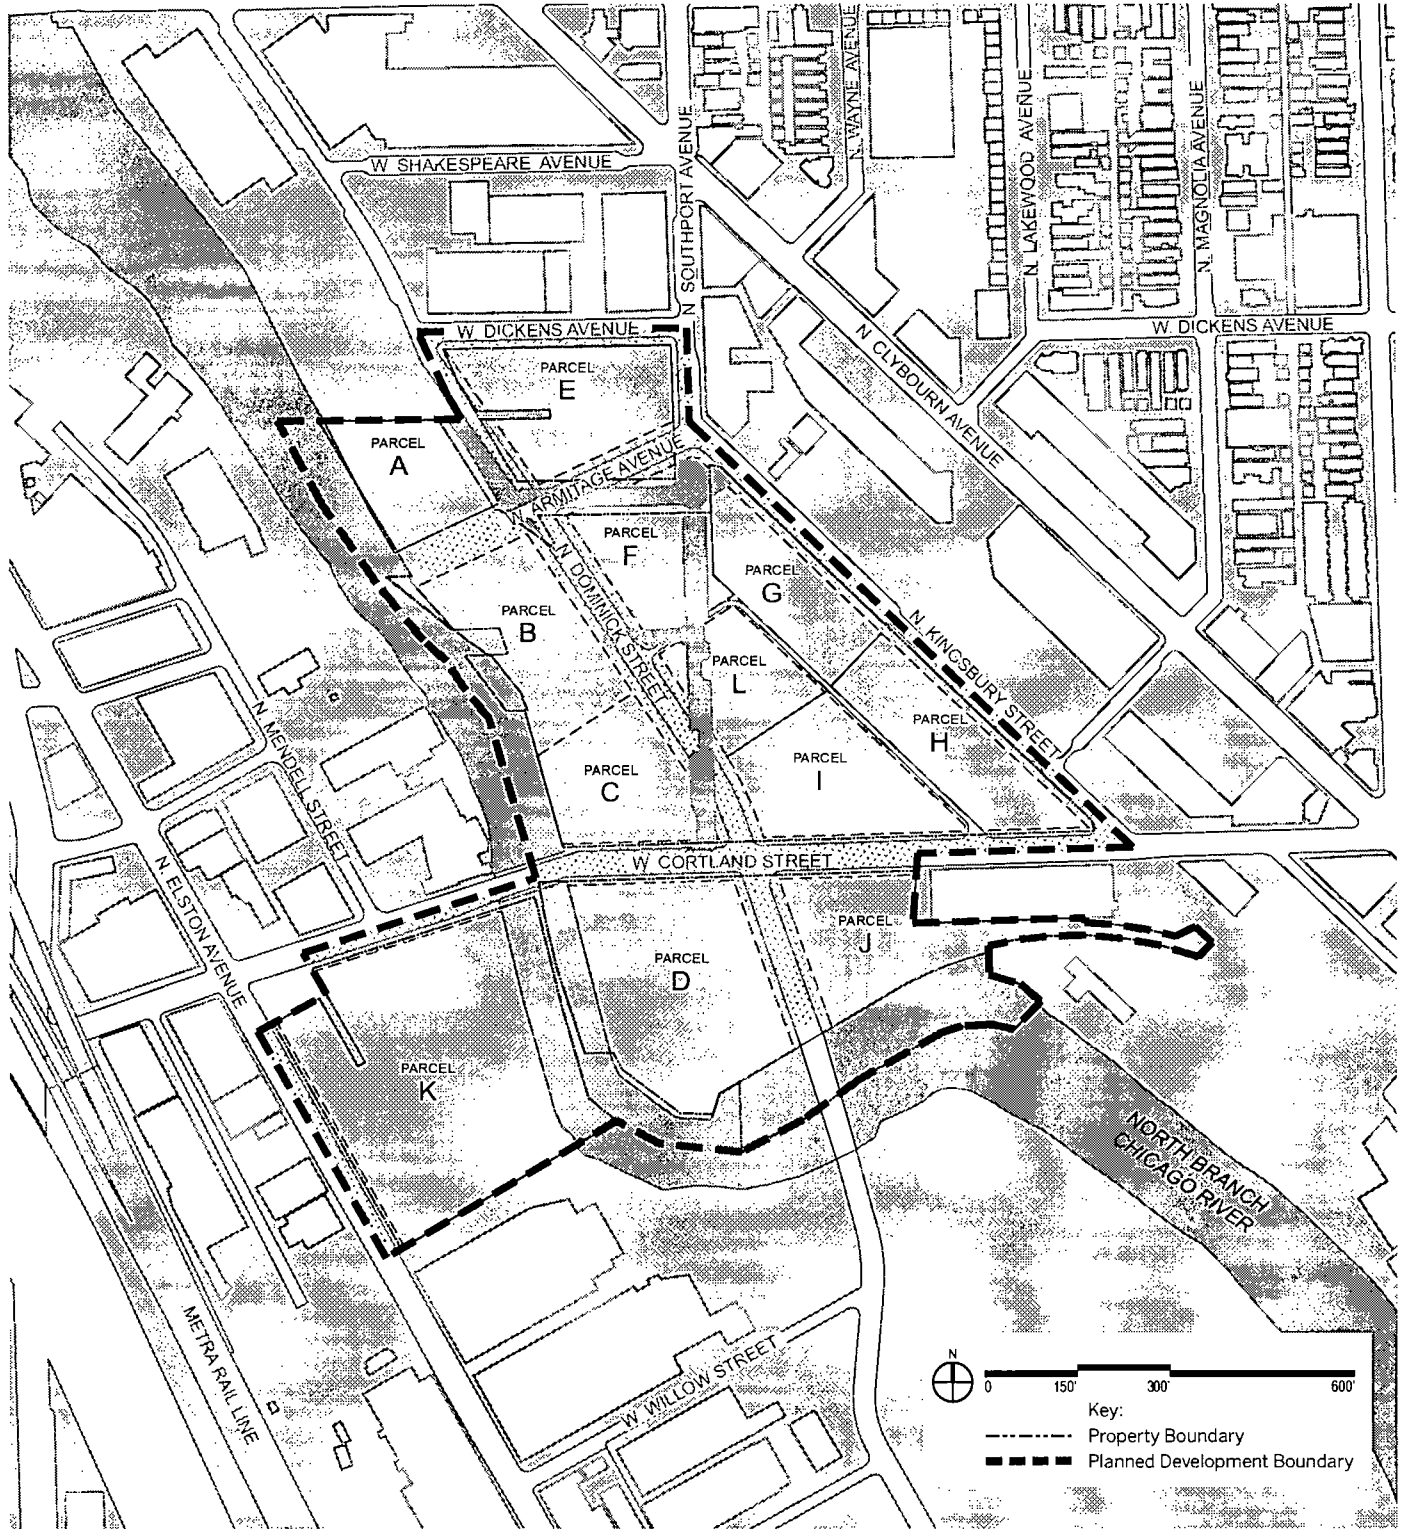 N WAYNE AVENUE
N LAKEWOOD AVENUE
N MAGNOLIA AVENUE
W SHAKESPEARE AVENUE
N SOUTHPORT AVENUE
W DICKENS AVENUE
W DICKENS AVENUE
N CLYBOURN AVENUE
PARCEL
E
PARCEL
A
W ARMITAGE AVENUE
PARCEL
F
N DOMINICK STREET
PARCEL
G
PARCEL
B
N KINGSBURY STREET
PARCEL
L
PARCEL
H
N MENDELL STREET
PARCEL
C
PARCEL
I
W CORTLAND STREET
N ELSTON AVENUE
PARCEL
J
PARCEL
D
PARCEL
K
NORTH BRANCH
CHICAGO RIVER
METRA RAIL LINE
W WILLOW STREET
N
0 150' 300' 600'
Key:
Property Boundary
Planned Development Boundary